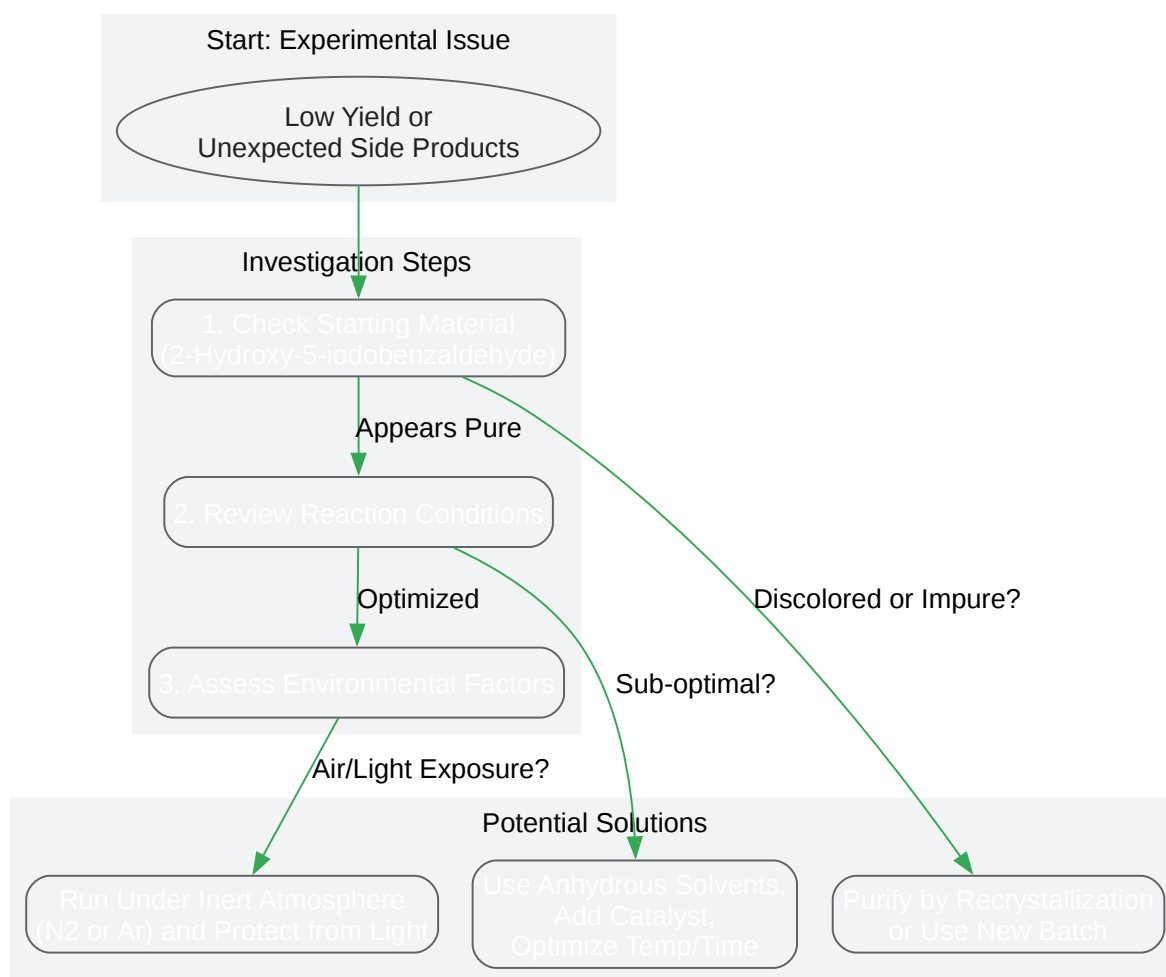 Start: Experimental Issue
Low Yield or
Unexpected Side Products
Investigation Steps
1. Check Starting Material
(2-Hydroxy-5-iodobenzaldehyde)
Appears Pure
2. Review Reaction Conditions
Optimized
Discolored or Impure?
3. Assess Environmental Factors
Sub-optimal?
Air/Light Exposure?
Potential Solutions
Run Under Inert Atmosphere
(N2 or Ar) and Protect from Light
Use Anhydrous Solvents,
Add Catalyst,
Optimize Temp/Time
Purify by Recrystallization
or Use New Batch